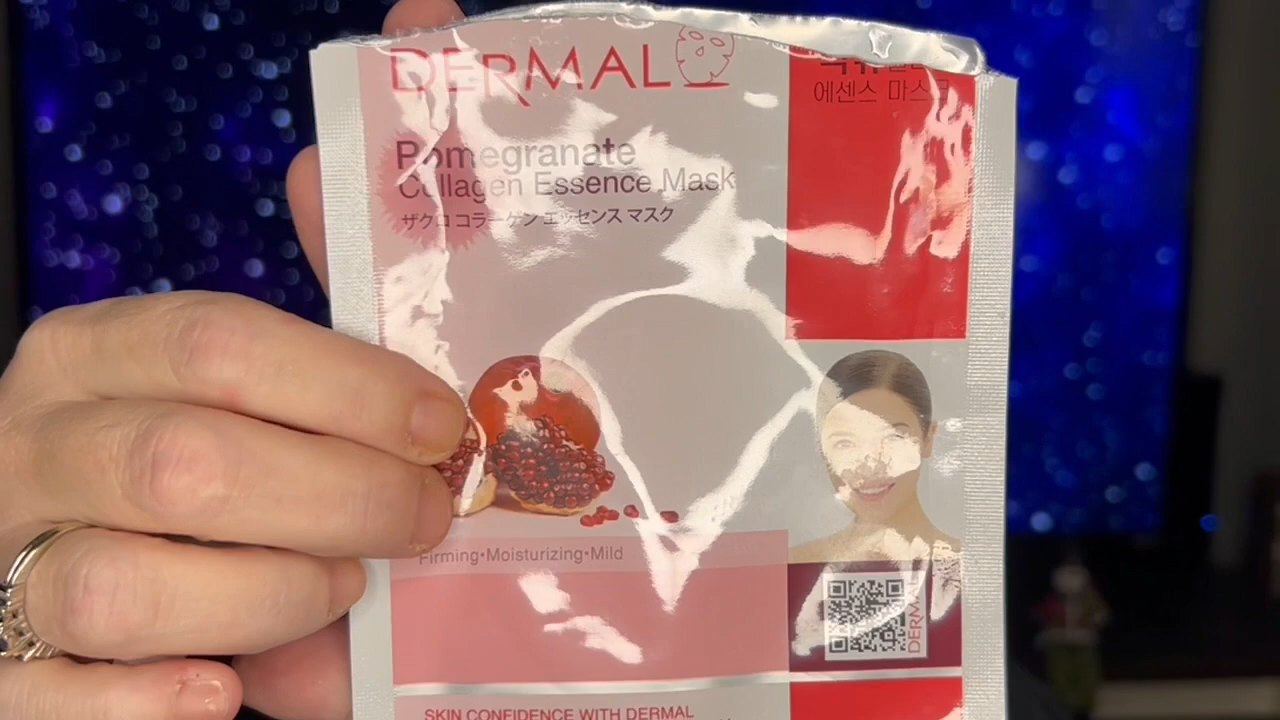 DERMAL
에센스 마스크
Pomegranate
Collagen Essence Mask
ザクロ コラーゲン エッセンス マスク
Firming•Moisturizing•Mild
DERMAL
SKIN CONFIDENCE WITH DERMAL